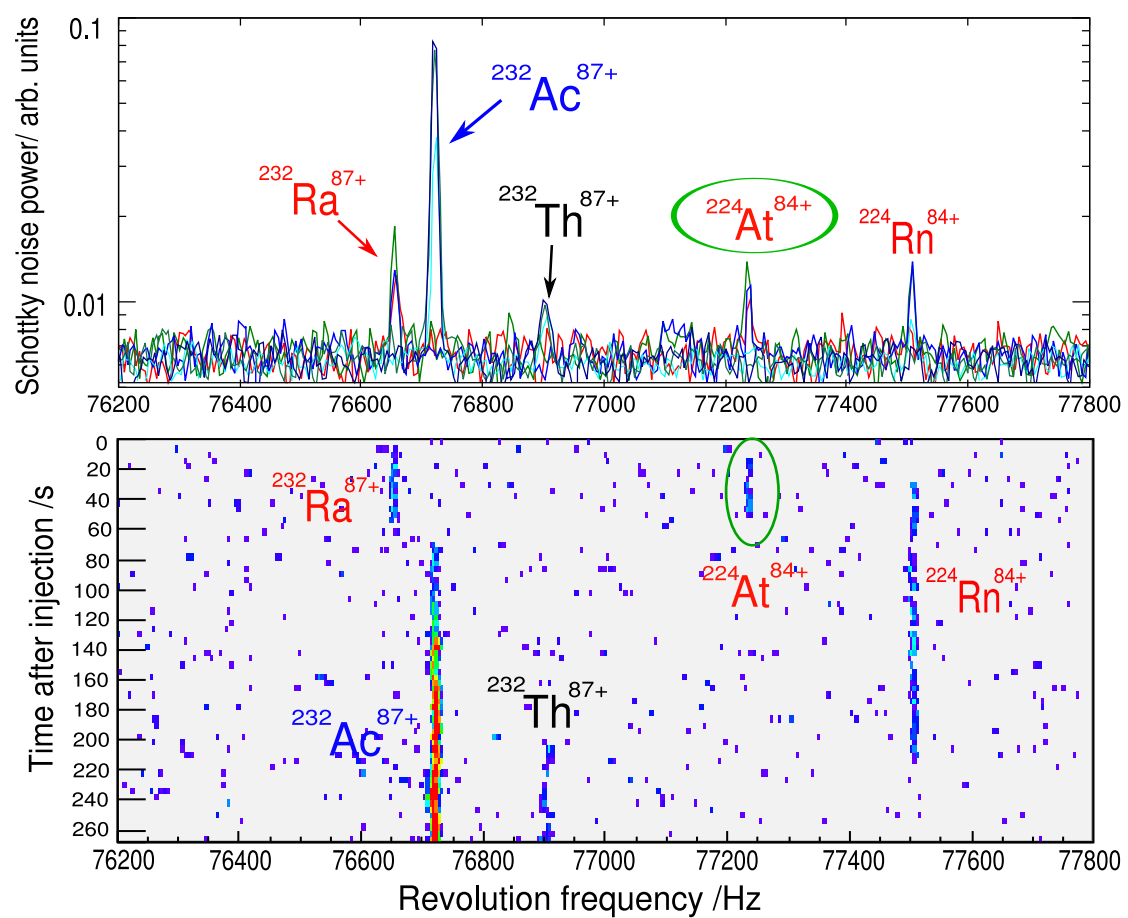 Schottky noise power/ arb. units
0.1
0.01
²³²Ac⁸⁷⁺
²³²Ra⁸⁷⁺
²³²Th⁸⁷⁺
²²⁴At⁸⁴⁺
²²⁴Rn⁸⁴⁺
76200 76400 76600 76800 77000 77200 77400 77600 77800
Time after injection /s
0
20
40
60
80
100
120
140
160
180
200
220
240
260
²³²Ra⁸⁷⁺
²²⁴At⁸⁴⁺
²²⁴Rn⁸⁴⁺
²³²Th⁸⁷⁺
²³²Ac⁸⁷⁺
76200 76400 76600 76800 77000 77200 77400 77600 77800
Revolution frequency /Hz